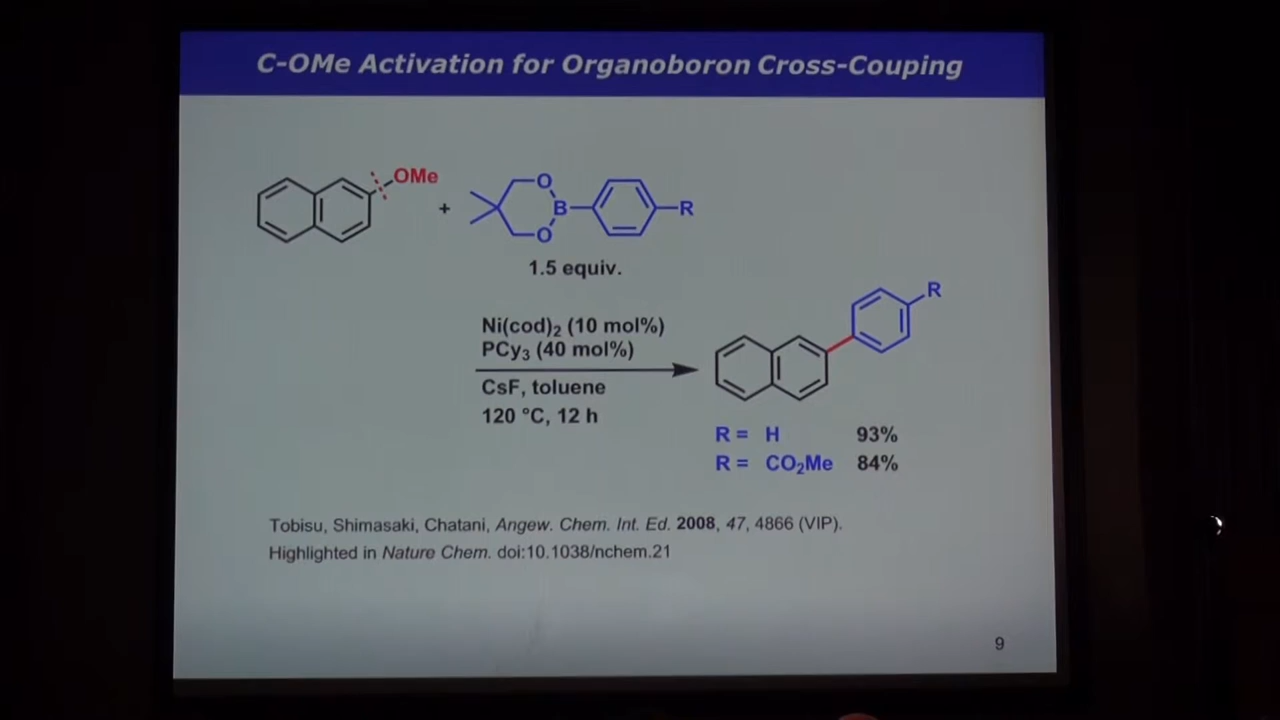 C-OMe Activation for Organoboron Cross-Couping
OMe
+
O
B
O
R
1.5 equiv.
Ni(cod)₂ (10 mol%)
PCy₃ (40 mol%)
CsF, toluene
120 °C, 12 h
R
R = H 93%
R = CO₂Me 84%
Tobisu, Shimasaki, Chatani, Angew. Chem. Int. Ed. 2008, 47, 4866 (VIP).
Highlighted in Nature Chem. doi:10.1038/nchem.21
9